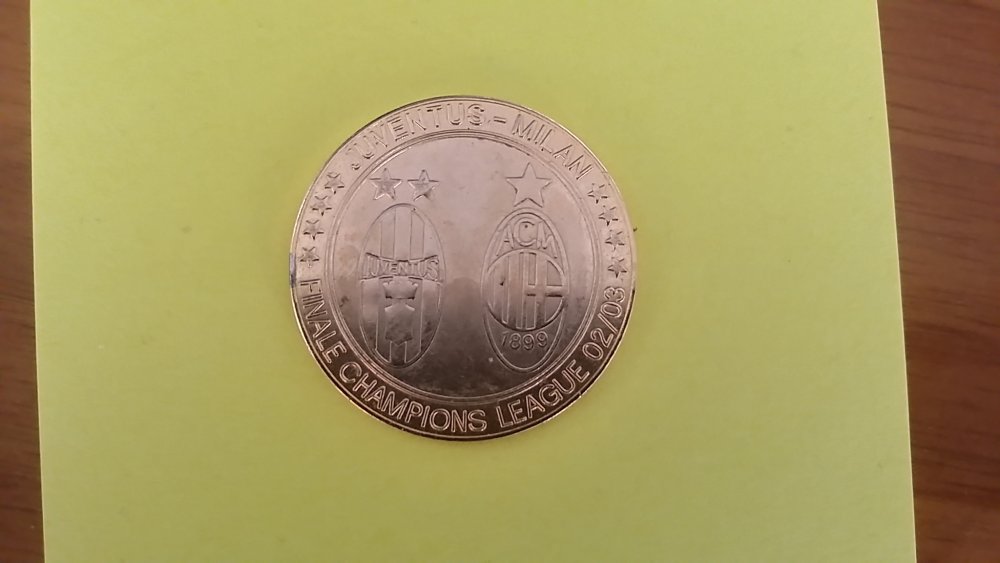 JUVENTUS - MILAN
JUVENTUS
ACM
1899
FINALE CHAMPIONS LEAGUE 02/03